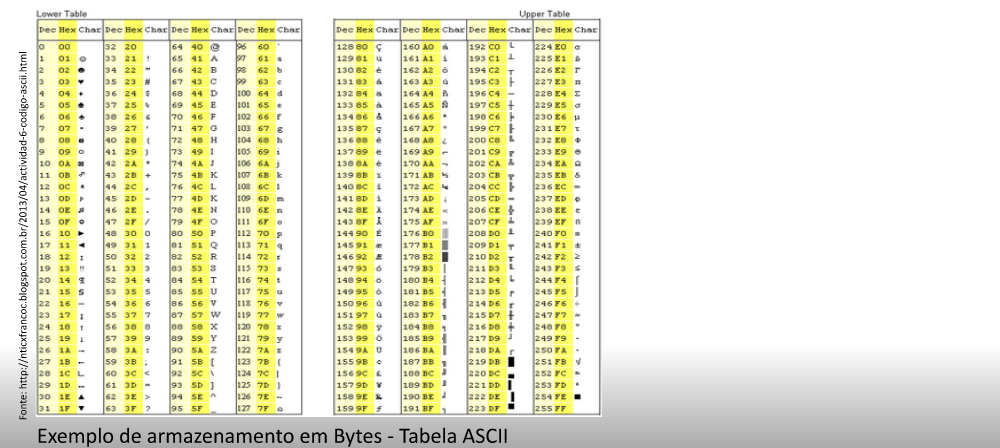 Lower Table Upper Table
Dec Hex Char Dec Hex Char Dec Hex Char Dec Hex Char Dec Hex Char Dec Hex Char Dec Hex Char Dec Hex Char
0 00 32 20 64 40 @ 96 60 ` 128 80 Ç 160 A0 á 192 C0 └ 224 E0 α
1 01 ☺ 33 21 ! 65 41 A 97 61 a 129 81 ü 161 A1 í 193 C1 ┴ 225 E1 ß
2 02 ☻ 34 22 " 66 42 B 98 62 b 130 82 é 162 A2 ó 194 C2 ┬ 226 E2 Γ
3 03 ♥ 35 23 # 67 43 C 99 63 c 131 83 â 163 A3 ú 195 C3 ├ 227 E3 π
4 04 ♦ 36 24 $ 68 44 D 100 64 d 132 84 ä 164 A4 ñ 196 C4 ─ 228 E4 Σ
5 05 ♣ 37 25 % 69 45 E 101 65 e 133 85 à 165 A5 Ñ 197 C5 ┼ 229 E5 σ
6 06 ♠ 38 26 & 70 46 F 102 66 f 134 86 å 166 A6 ª 198 C6 ╞ 230 E6 µ
7 07 • 39 27 ' 71 47 G 103 67 g 135 87 ç 167 A7 º 199 C7 ╟ 231 E7 τ
8 08 ◘ 40 28 ( 72 48 H 104 68 h 136 88 ê 168 A8 ¿ 200 C8 ╚ 232 E8 Φ
9 09 ○ 41 29 ) 73 49 I 105 69 i 137 89 ë 169 A9 ⌐ 201 C9 ╔ 233 E9 Θ
10 0A ◙ 42 2A * 74 4A J 106 6A j 138 8A è 170 AA ¬ 202 CA ╩ 234 EA Ω
11 0B ♂ 43 2B + 75 4B K 107 6B k 139 8B ï 171 AB ½ 203 CB ╦ 235 EB δ
12 0C ♀ 44 2C , 76 4C L 108 6C l 140 8C î 172 AC ¼ 204 CC ╠ 236 EC ∞
13 0D ♪ 45 2D - 77 4D M 109 6D m 141 8D ì 173 AD ¡ 205 CD ═ 237 ED φ
14 0E ♫ 46 2E . 78 4E N 110 6E n 142 8E Ä 174 AE « 206 CE ╬ 238 EE ε
15 0F ☼ 47 2F / 79 4F O 111 6F o 143 8F Å 175 AF » 207 CF ╧ 239 EF ∩
16 10 ► 48 30 0 80 50 P 112 70 p 144 90 É 176 B0 ░ 208 D0 ╨ 240 F0 ≡
17 11 ◄ 49 31 1 81 51 Q 113 71 q 145 91 æ 177 B1 ▒ 209 D1 ╤ 241 F1 ±
18 12 ↕ 50 32 2 82 52 R 114 72 r 146 92 Æ 178 B2 ▓ 210 D2 ╥ 242 F2 ≥
19 13 ‼ 51 33 3 83 53 S 115 73 s 147 93 ô 179 B3 │ 211 D3 ╙ 243 F3 ≤
20 14 ¶ 52 34 4 84 54 T 116 74 t 148 94 ö 180 B4 ┤ 212 D4 ╘ 244 F4 ⌠
21 15 § 53 35 5 85 55 U 117 75 u 149 95 ò 181 B5 ╡ 213 D5 ╒ 245 F5 ⌡
22 16 ▬ 54 36 6 86 56 V 118 76 v 150 96 û 182 B6 ╢ 214 D6 ╓ 246 F6 ÷
23 17 ↨ 55 37 7 87 57 W 119 77 w 151 97 ù 183 B7 ╖ 215 D7 ╫ 247 F7 ≈
24 18 ↑ 56 38 8 88 58 X 120 78 x 152 98 ÿ 184 B8 ╕ 216 D8 ╪ 248 F8 °
25 19 ↓ 57 39 9 89 59 Y 121 79 y 153 99 Ö 185 B9 ╣ 217 D9 ┘ 249 F9 ∙
26 1A → 58 3A : 90 5A Z 122 7A z 154 9A Ü 186 BA ║ 218 DA ┌ 250 FA ·
27 1B ← 59 3B ; 91 5B [ 123 7B { 155 9B ¢ 187 BB ╗ 219 DB █ 251 FB √
28 1C ∟ 60 3C < 92 5C \ 124 7C | 156 9C £ 188 BC ╝ 220 DC ▄ 252 FC ⁿ
29 1D ↔ 61 3D = 93 5D ] 125 7D } 157 9D ¥ 189 BD ╜ 221 DD ▌ 253 FD ²
30 1E ▲ 62 3E > 94 5E ^ 126 7E ~ 158 9E ₧ 190 BE ╛ 222 DE ▐ 254 FE ■
31 1F ▼ 63 3F ? 95 5F _ 127 7F ⌂ 159 9F ƒ 191 BF ┐ 223 DF ▀ 255 FF
Fonte: http://nticxfrancoc.blogspot.com.br/2013/04/actividad-6-codigo-ascii.html
Exemplo de armazenamento em Bytes - Tabela ASCII